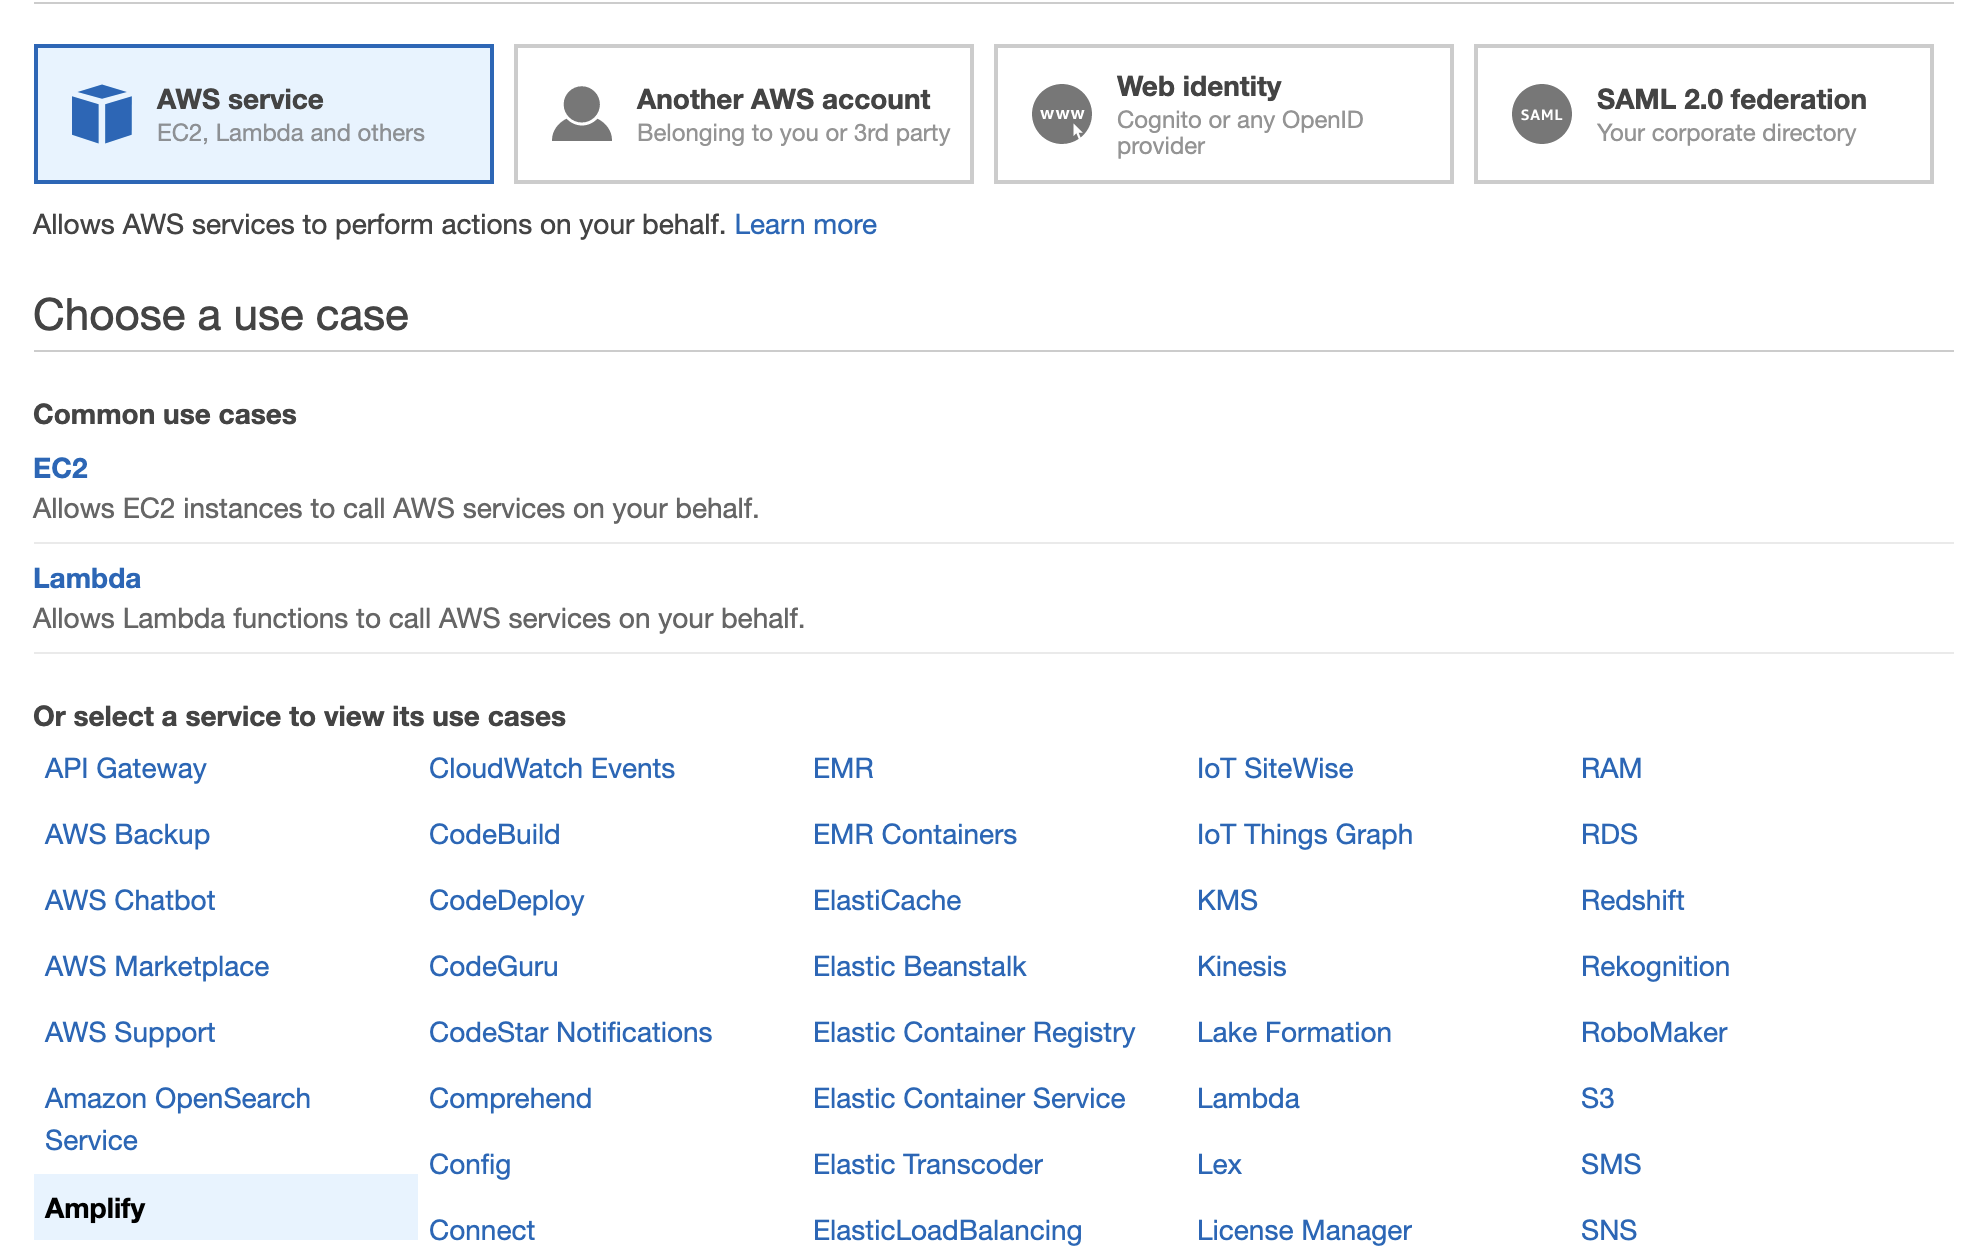 AWS service
EC2, Lambda and others
Another AWS account
Belonging to you or 3rd party
www
Web identity
Cognito or any OpenID
provider
SAML
SAML 2.0 federation
Your corporate directory
Allows AWS services to perform actions on your behalf. Learn more
Choose a use case
Common use cases
EC2
Allows EC2 instances to call AWS services on your behalf.
Lambda
Allows Lambda functions to call AWS services on your behalf.
Or select a service to view its use cases
API Gateway
AWS Backup
AWS Chatbot
AWS Marketplace
AWS Support
Amazon OpenSearch
Service
Amplify
CloudWatch Events
CodeBuild
CodeDeploy
CodeGuru
CodeStar Notifications
Comprehend
Config
Connect
EMR
EMR Containers
ElastiCache
Elastic Beanstalk
Elastic Container Registry
Elastic Container Service
Elastic Transcoder
ElasticLoadBalancing
IoT SiteWise
IoT Things Graph
KMS
Kinesis
Lake Formation
Lambda
Lex
License Manager
RAM
RDS
Redshift
Rekognition
RoboMaker
S3
SMS
SNS